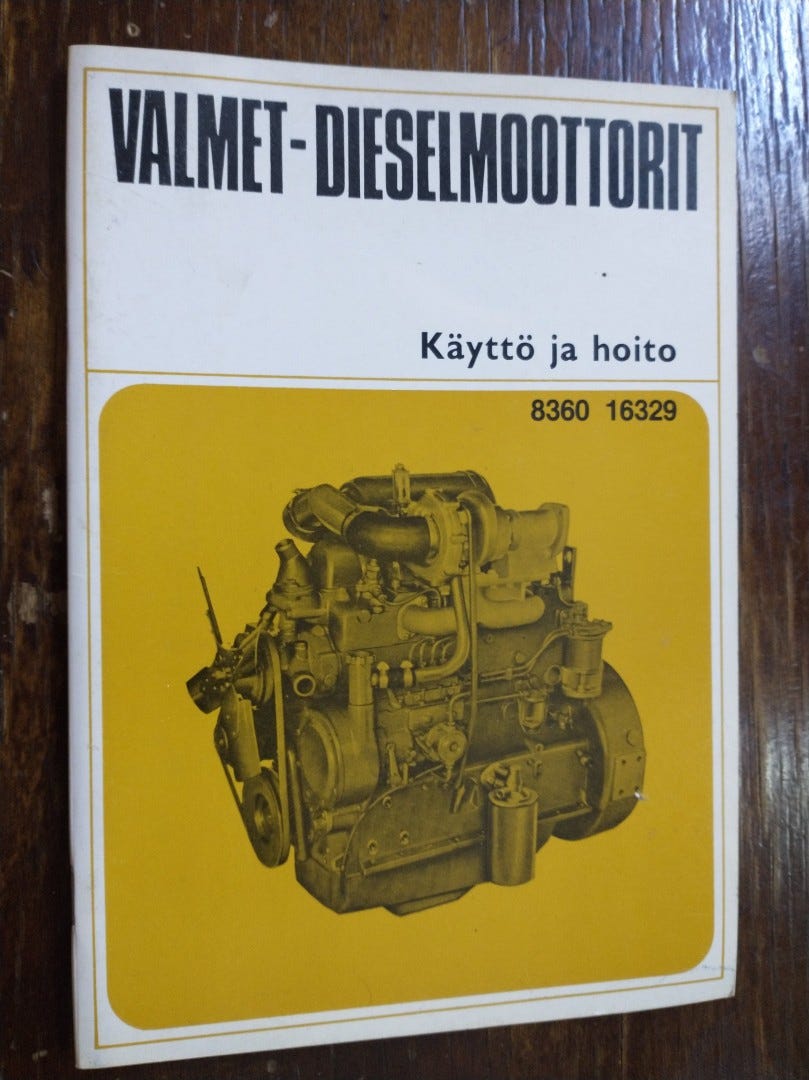 VALMET-DIESELMOOTTORIT
Käyttö ja hoito
8360 16329